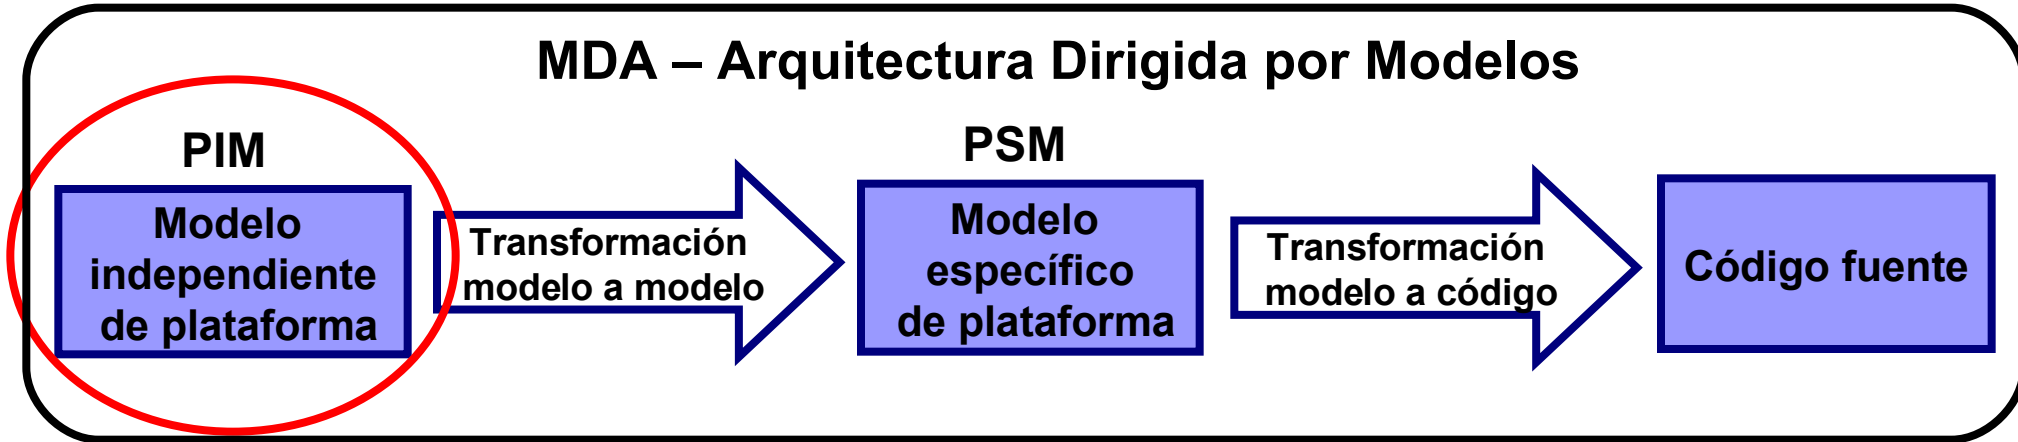 MDA – Arquitectura Dirigida por Modelos
PIM
Modelo
independiente
de plataforma
Transformación
modelo a modelo
PSM
Modelo
específico
de plataforma
Transformación
modelo a código
Código fuente